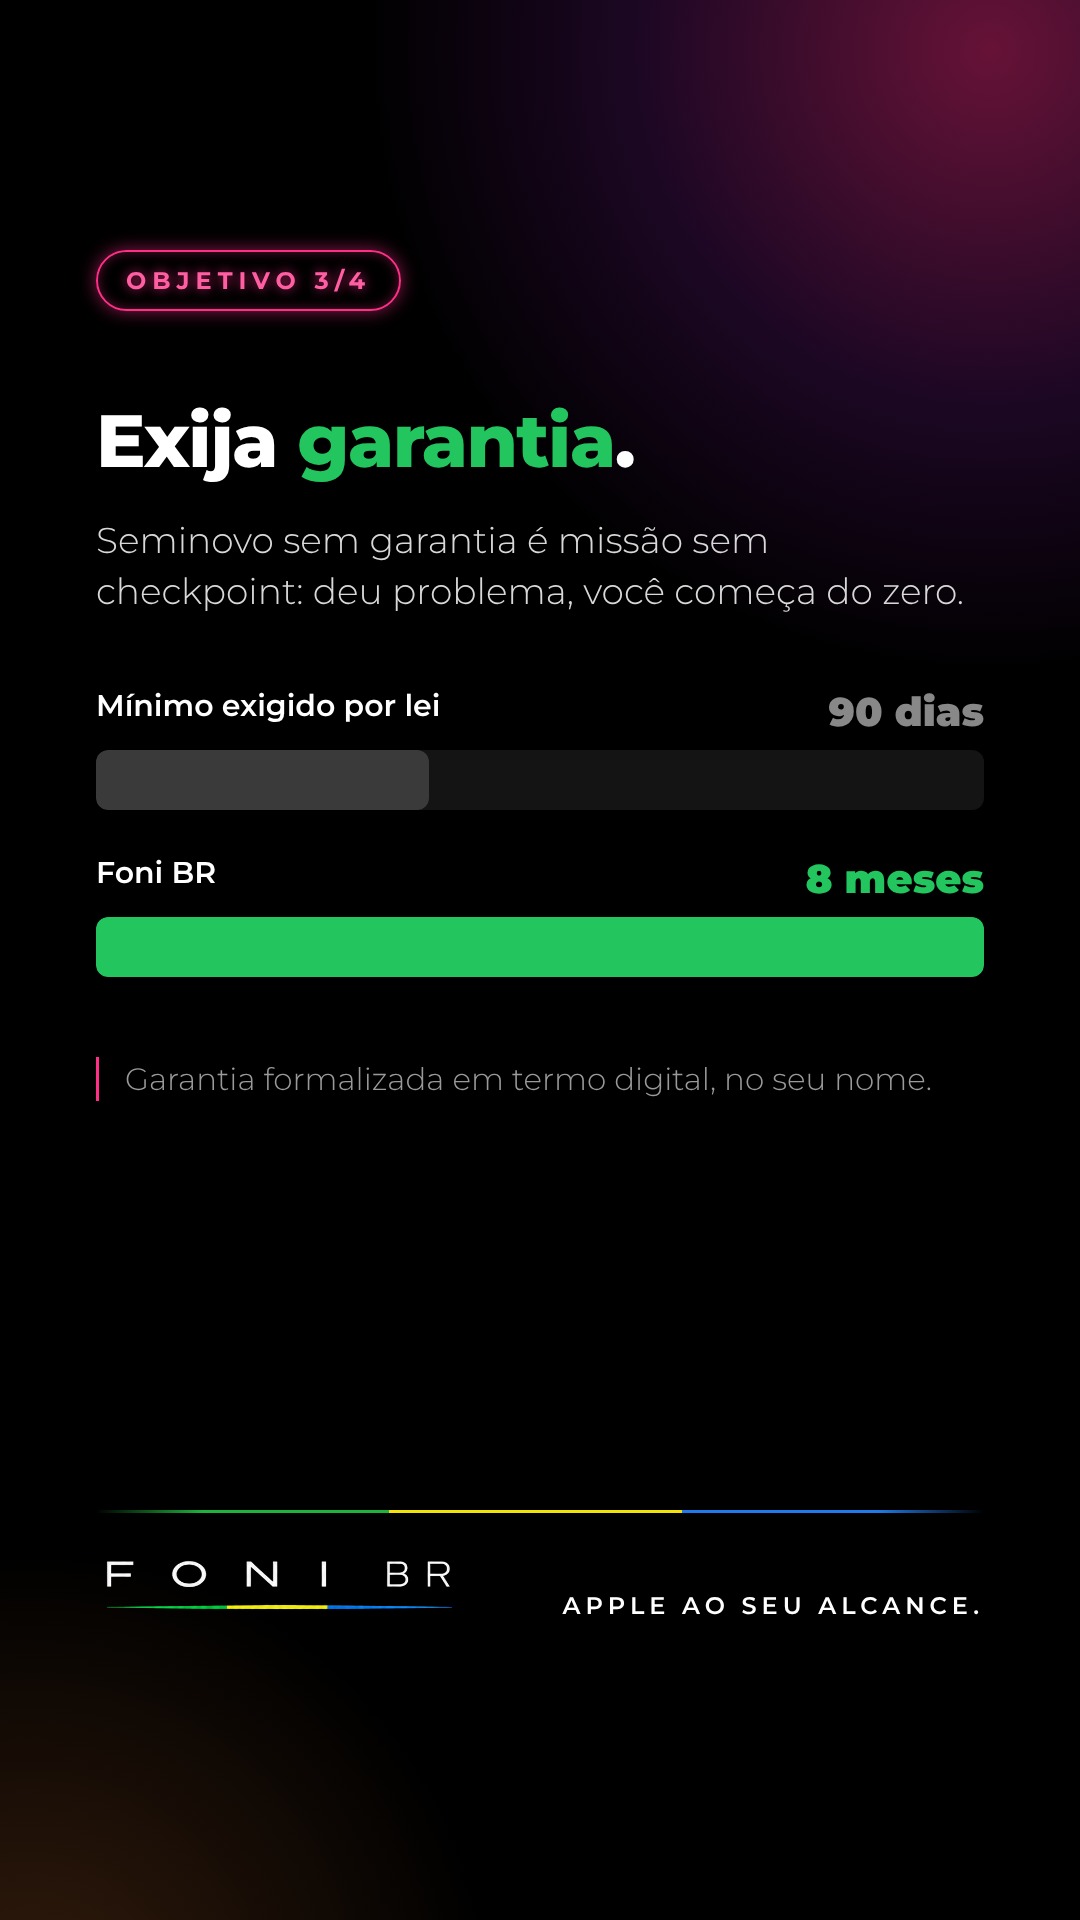 OBJETIVO 3/4
Exija garantia.
Seminovo sem garantia é missão sem
checkpoint: deu problema, você começa do zero.
Mínimo exigido por lei
90 dias
Foni BR
8 meses
Garantia formalizada em termo digital, no seu nome.
FONI BR
APPLE AO SEU ALCANCE.